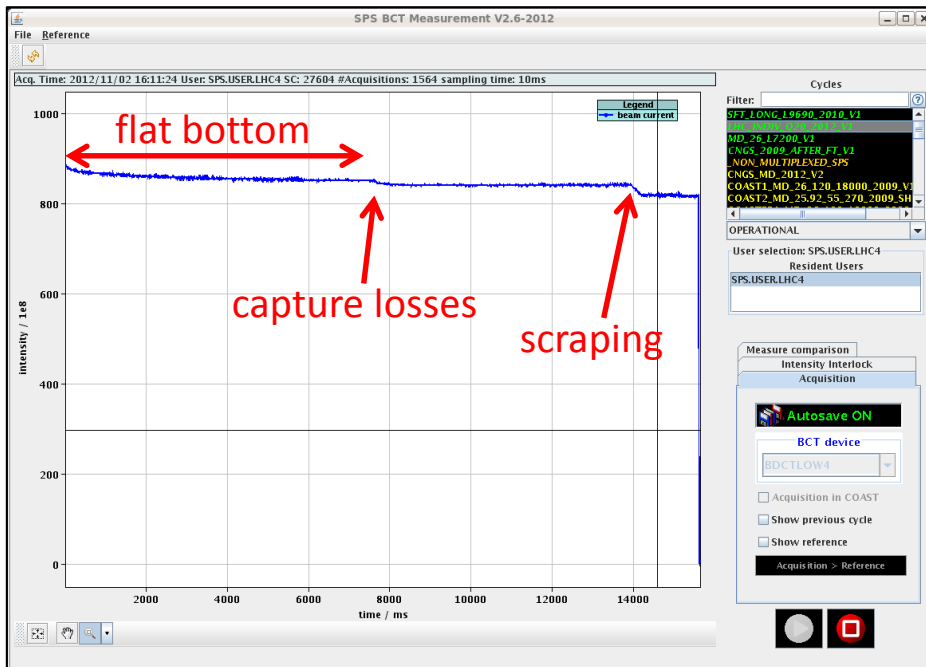 SPS BCT Measurement V2.6-2012
File Reference
Acq. Time: 2012/11/02 16:11:24 User: SPS.USER.LHC4 SC: 27604 #Acquisitions: 1564 sampling time: 10ms
Legend
beam current
flat bottom
capture losses
scraping
1000
800
600
400
200
0
intensity / 1e8
2000 4000 6000 8000 10000 12000 14000
time / ms
Cycles
Filter:
SFT_LONG_L9690_2010_V1
MD_26_L7200_V1
CNGS_2009_AFTER_FT_V1
_NON_MULTIPLEXED_SPS
CNGS_MD_2012_V2
COAST1_MD_26_120_18000_2009_V1
COAST2_MD_25.92_55_270_2009_SH
OPERATIONAL
User selection: SPS.USER.LHC4
Resident Users
SPS.USER.LHC4
Measure comparison
Intensity Interlock
Acquisition
Autosave ON
BCT device
BDCTLOW4
Acquisition in COAST
Show previous cycle
Show reference
Acquisition > Reference